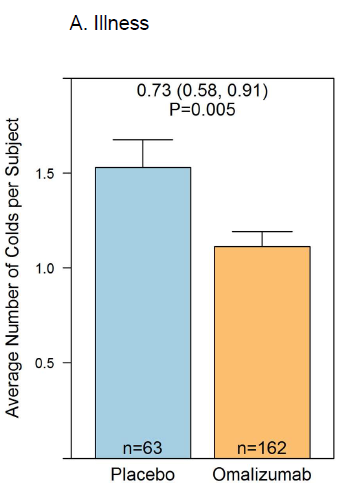 A. Illness
0.73 (0.58, 0.91)
P=0.005
Average Number of Colds per Subject
1.5
1.0
0.5
n=63
n=162
Placebo
Omalizumab